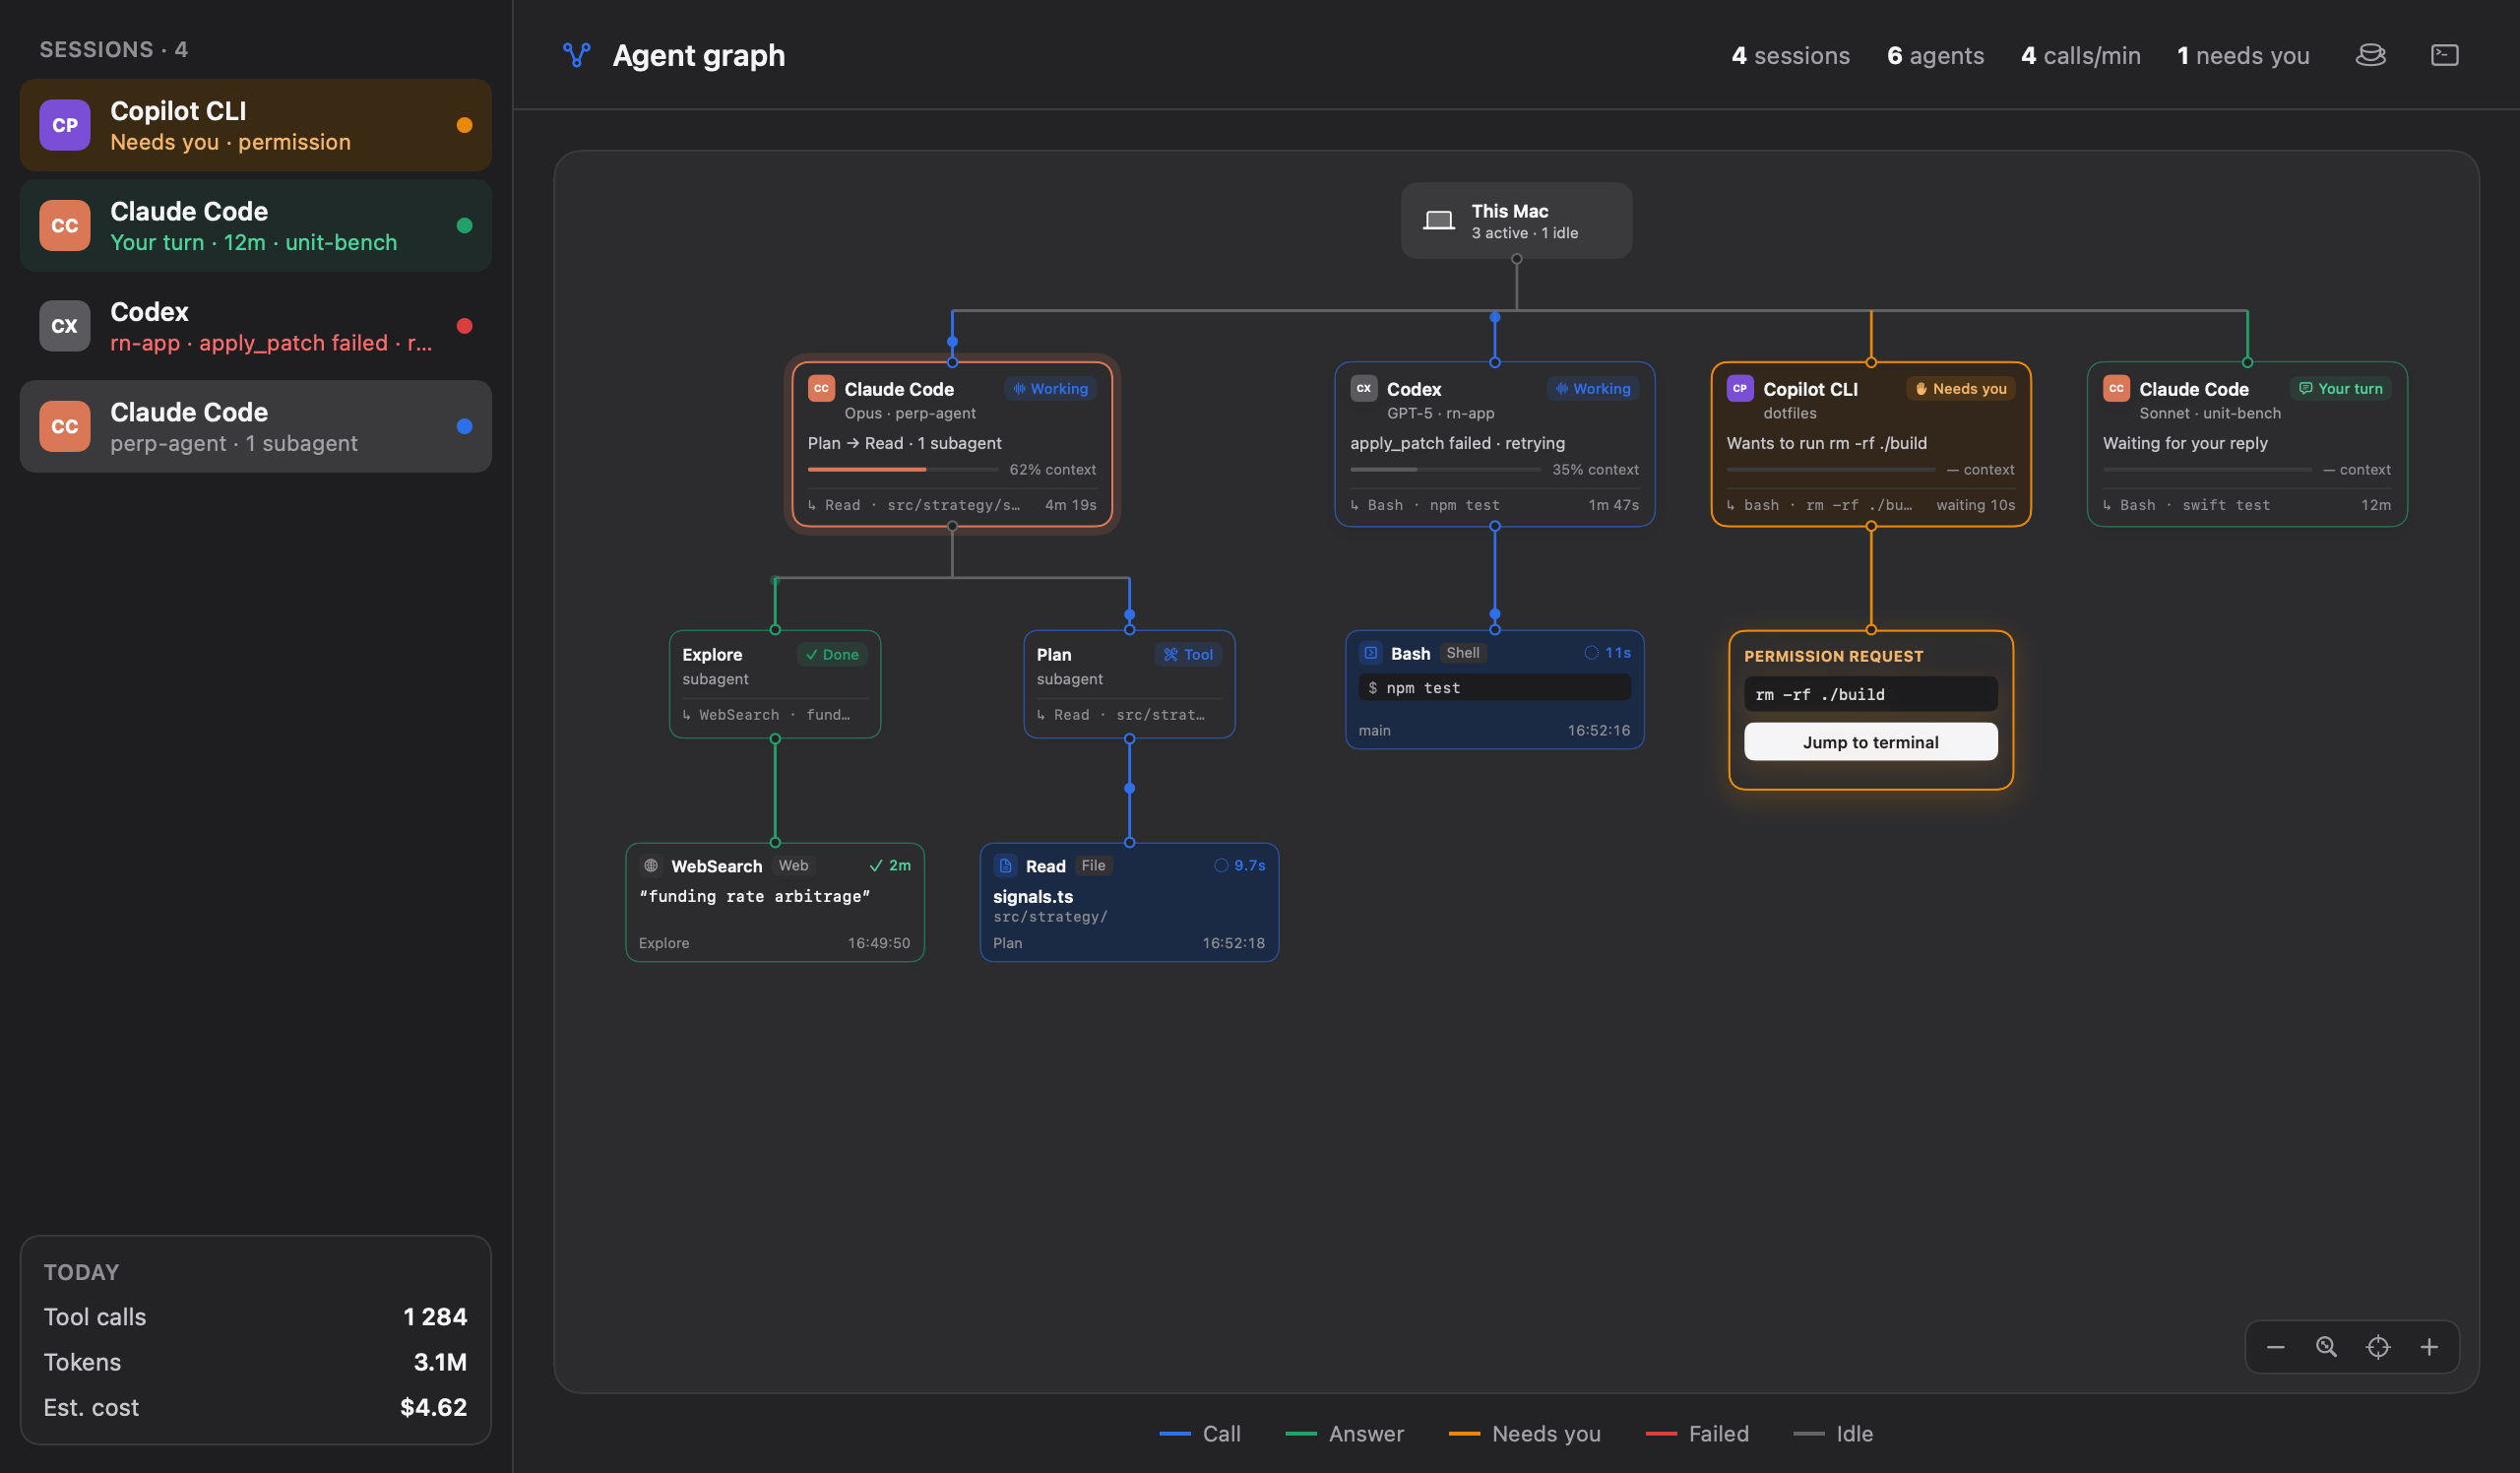 SESSIONS · 4
CP
Copilot CLI
Needs you · permission
CC
Claude Code
Your turn · 12m · unit-bench
CX
Codex
rn-app · apply_patch failed · r...
CC
Claude Code
perp-agent · 1 subagent
TODAY
Tool calls 1 284
Tokens 3.1M
Est. cost $4.62
Agent graph
4 sessions 6 agents 4 calls/min 1 needs you
This Mac
3 active · 1 idle
CC Claude Code Working
Opus · perp-agent
Plan → Read · 1 subagent
62% context
↳ Read · src/strategy/s… 4m 19s
CX Codex Working
GPT-5 · rn-app
apply_patch failed · retrying
35% context
↳ Bash · npm test 1m 47s
CP Copilot CLI Needs you
dotfiles
Wants to run rm -rf ./build
— context
↳ bash · rm -rf ./bu… waiting 10s
CC Claude Code Your turn
Sonnet · unit-bench
Waiting for your reply
— context
↳ Bash · swift test 12m
Explore Done
subagent
↳ WebSearch · fund…
Plan Tool
subagent
↳ Read · src/strat…
Bash Shell 11s
$ npm test
main 16:52:16
PERMISSION REQUEST
rm -rf ./build
Jump to terminal
WebSearch Web ✓ 2m
“funding rate arbitrage”
Explore 16:49:50
Read File 9.7s
signals.ts
src/strategy/
Plan 16:52:18
Call Answer Needs you Failed Idle